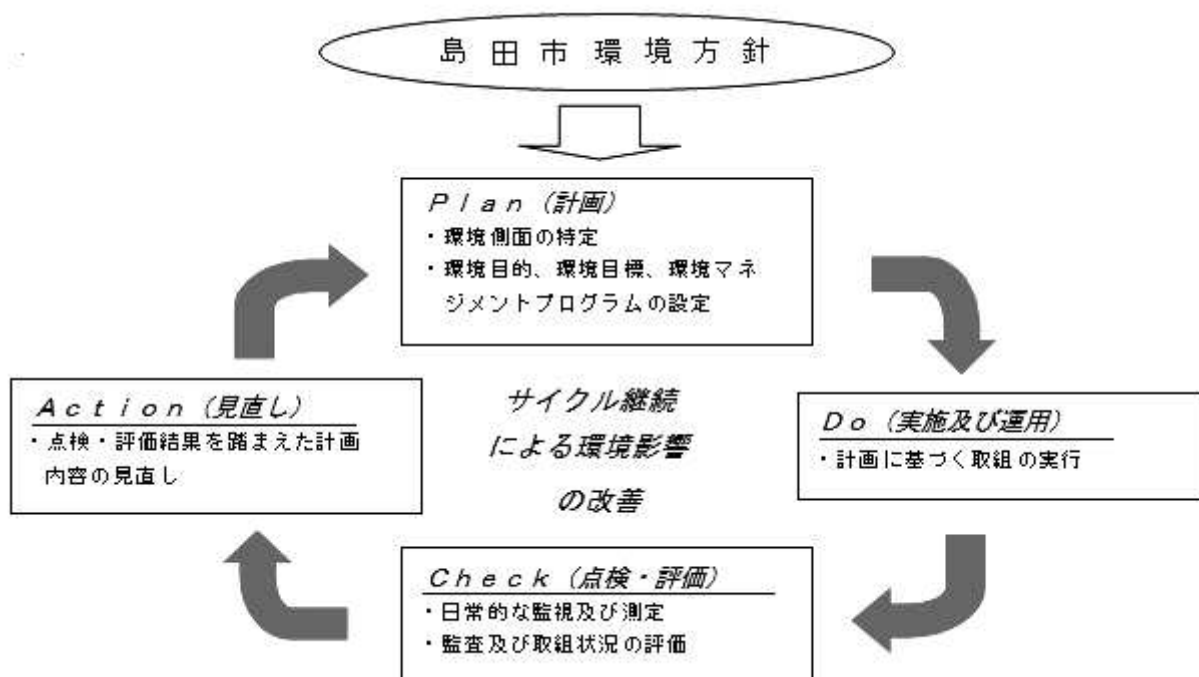 島田市環境方針
Plan（計画）
・環境側面の特定
・環境目的、環境目標、環境マネ
ジメントプログラムの設定
Action（見直し）
・点検・評価結果を踏まえた計画
内容の見直し
サイクル継続
による環境影響
の改善
Do（実施及び運用）
・計画に基づく取組の実行
Check（点検・評価）
・日常的な監視及び測定
・監査及び取組状況の評価